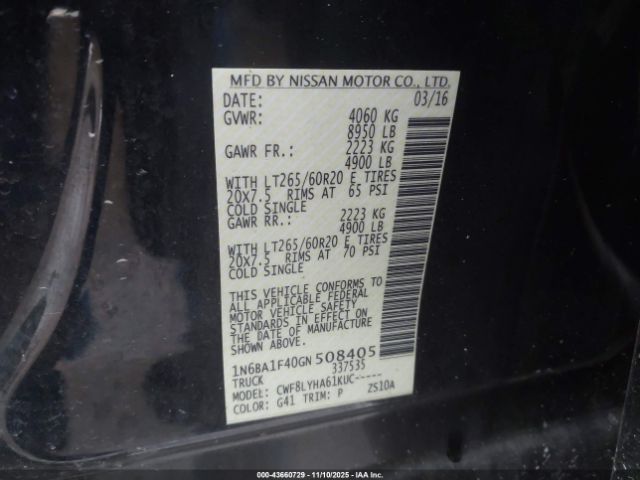 MFD BY NISSAN MOTOR CO., LTD.
DATE: 03/16
GVWR: 4060 KG
8950 LB
GAWR FR.: 2223 KG
4900 LB
WITH LT265/60R20 E TIRES
20X7.5 RIMS AT 65 PSI
COLD SINGLE
GAWR RR.: 2223 KG
4900 LB
WITH LT265/60R20 E TIRES
20X7.5 RIMS AT 70 PSI
COLD SINGLE
THIS VEHICLE CONFORMS TO
ALL APPLICABLE FEDERAL
MOTOR VEHICLE SAFETY
STANDARDS IN EFFECT ON
THE DATE OF MANUFACTURE
SHOWN ABOVE.
1N6BA1F40GN508405
TRUCK 337535
MODEL: CWF8LYHA61KUC-----
COLOR: G41 TRIM: P ZS10A
000-43660729 - 11/10/2025 - IAA Inc.